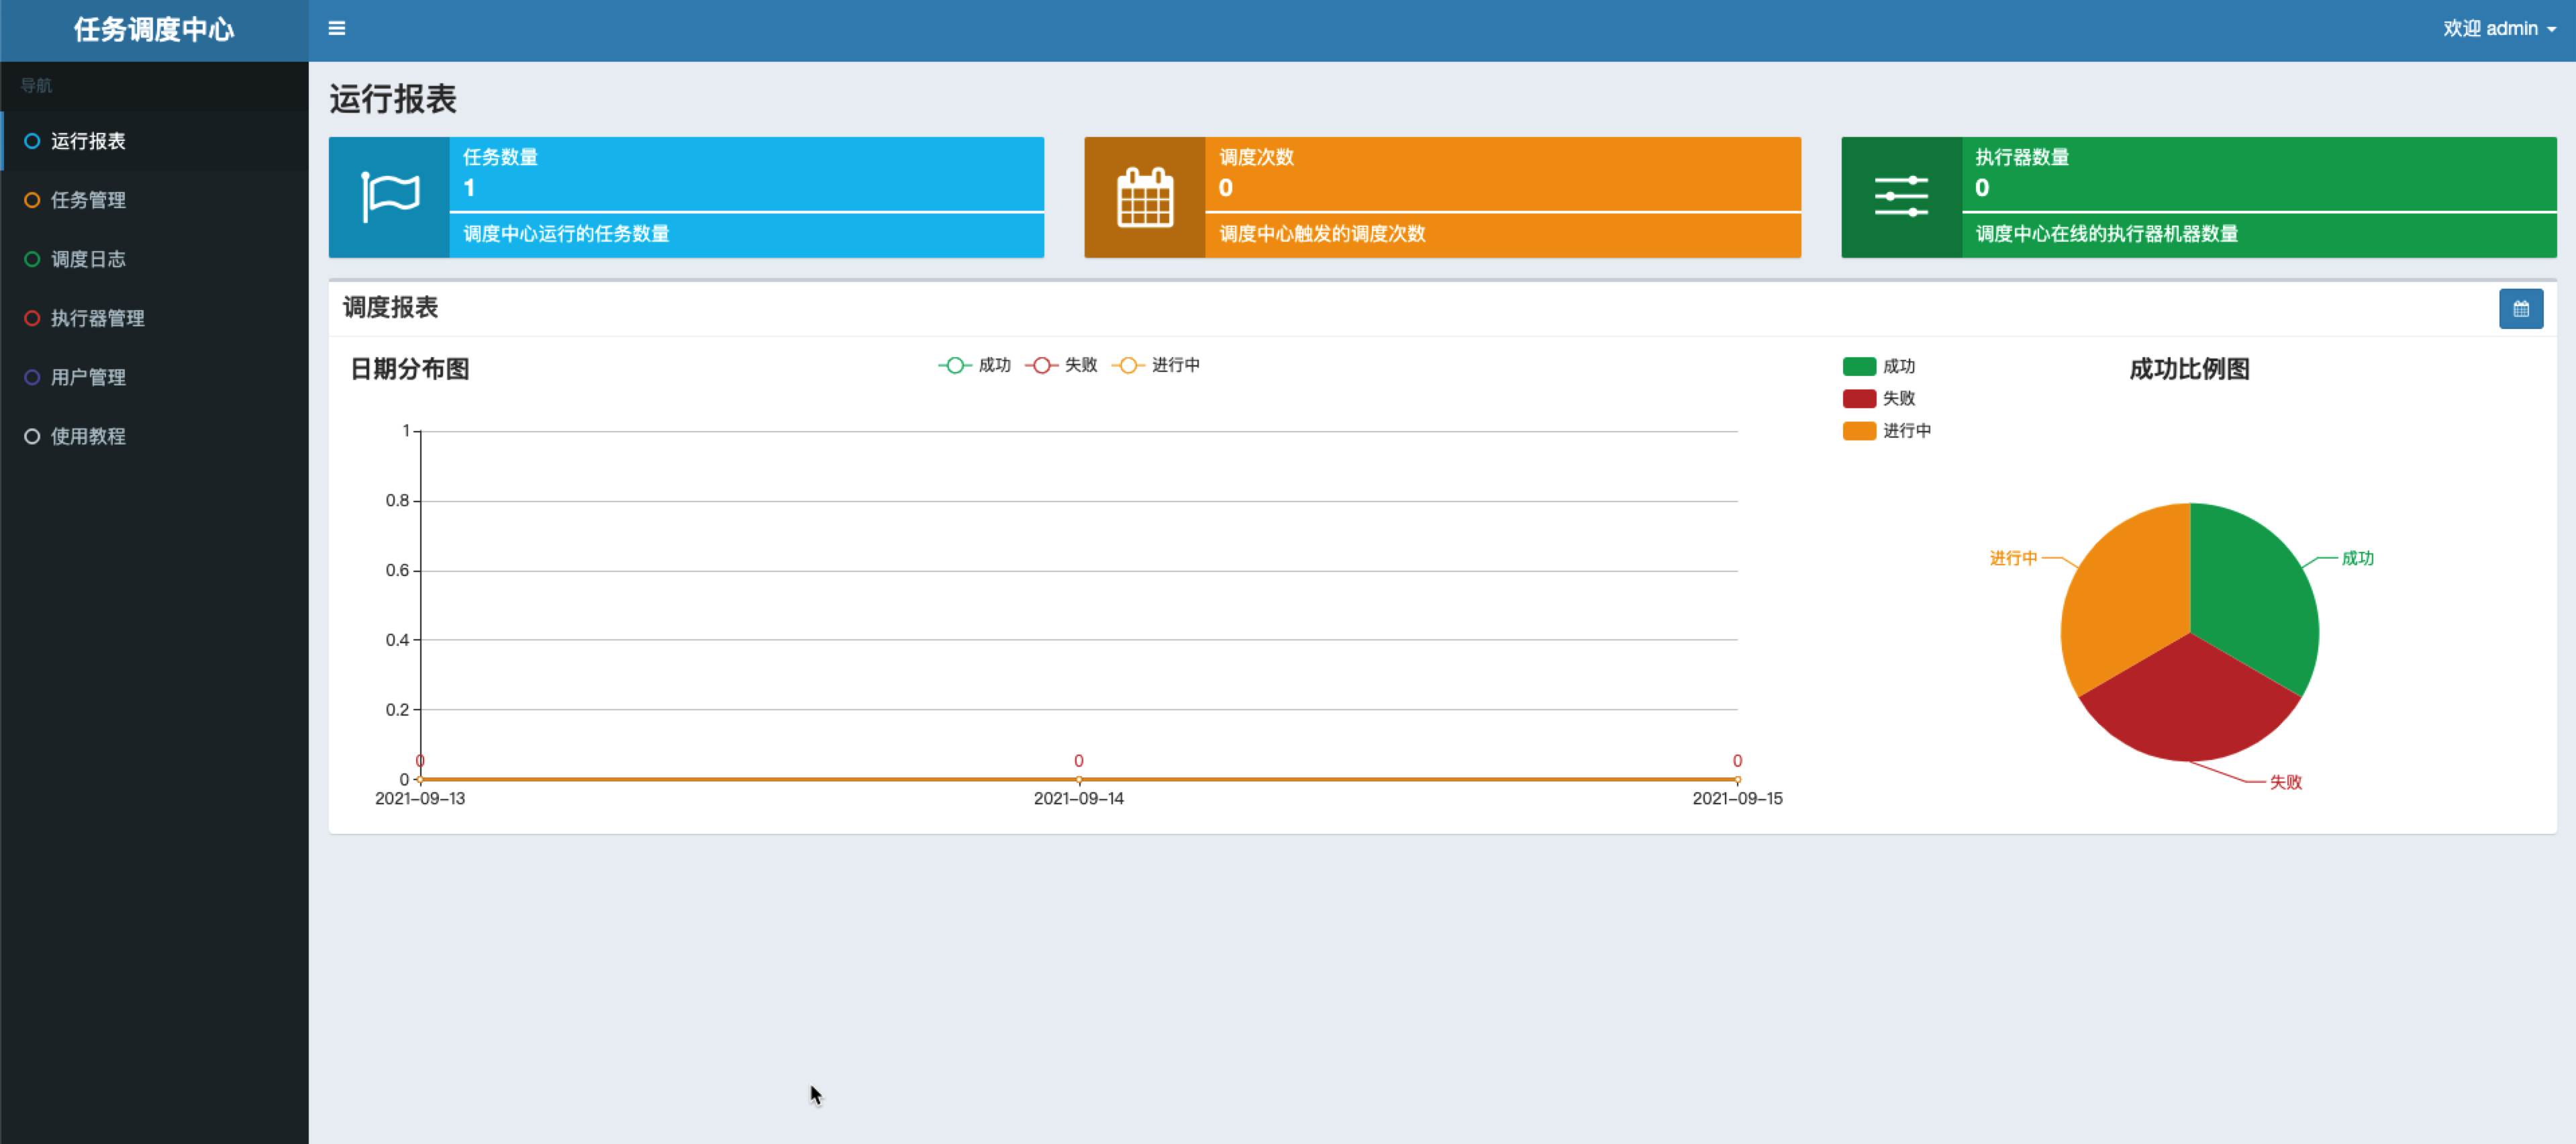 任务调度中心
欢迎 admin
导航
运行报表
任务管理
调度日志
执行器管理
用户管理
使用教程
运行报表
任务数量
1
调度中心运行的任务数量
调度次数
0
调度中心触发的调度次数
执行器数量
0
调度中心在线的执行器机器数量
调度报表
日期分布图
成功 失败 进行中
1
0.8
0.6
0.4
0.2
0
0 0 0
2021-09-13 2021-09-14 2021-09-15
成功
失败
进行中
成功比例图
进行中
成功
失败